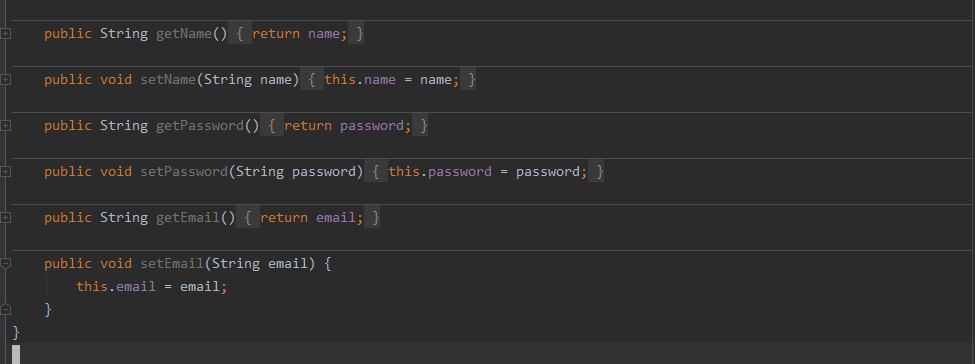 public String getName() { return name; }
public void setName(String name) { this.name = name; }
public String getPassword() { return password; }
public void setPassword(String password) { this.password = password; }
public String getEmail() { return email; }
public void setEmail(String email) {
this.email = email;
}
}